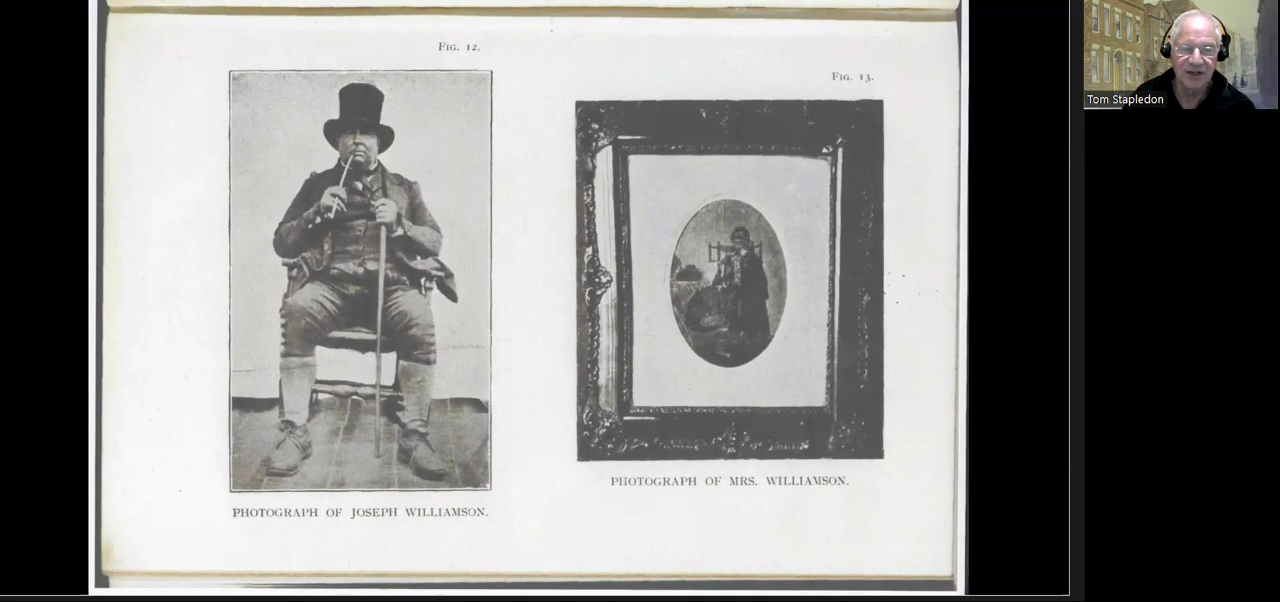 FIG. 12.
FIG. 13.
PHOTOGRAPH OF MRS. WILLIAMSON.
PHOTOGRAPH OF JOSEPH WILLIAMSON.
Tom Stapledon